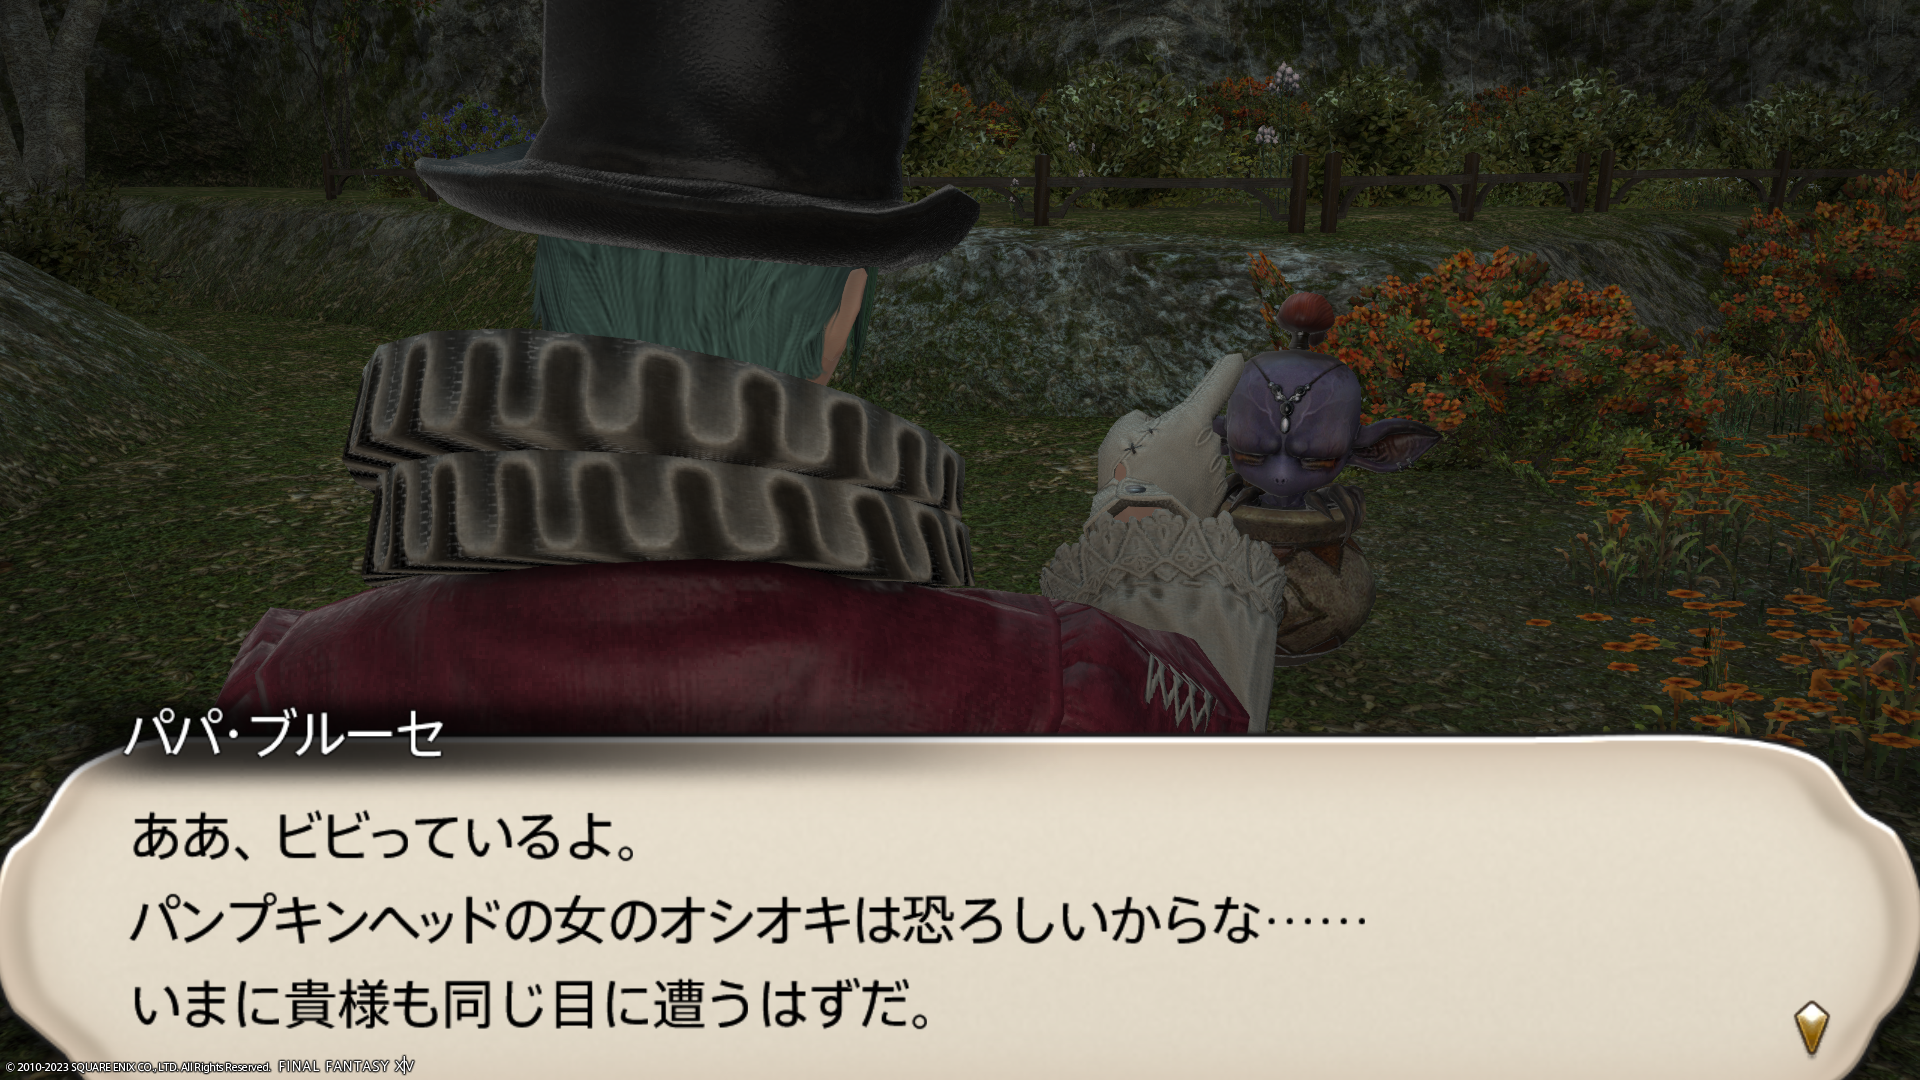 パパ・ブルーセ
ああ、ビビっているよ。
パンプキンヘッドの女のオシオキは恐ろしいからな……
いまに貴様も同じ目に遭うはずだ。
© 2010-2023 SQUARE ENIX CO., LTD. All Rights Reserved. FINAL FANTASY XIV